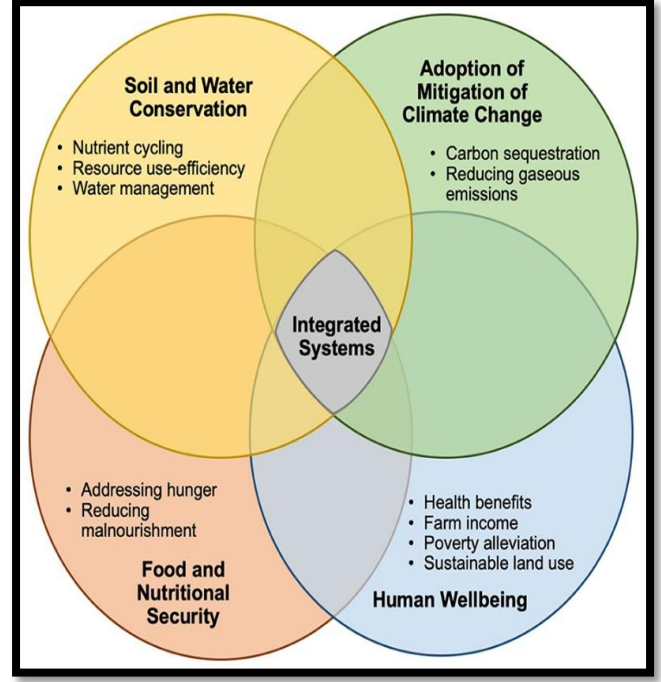 Soil and Water
Conservation
• Nutrient cycling
• Resource use-efficiency
• Water management
Adoption of
Mitigation of
Climate Change
• Carbon sequestration
• Reducing gaseous
emissions
Integrated
Systems
• Addressing hunger
• Reducing
malnourishment
Food and
Nutritional
Security
• Health benefits
• Farm income
• Poverty alleviation
• Sustainable land use
Human Wellbeing